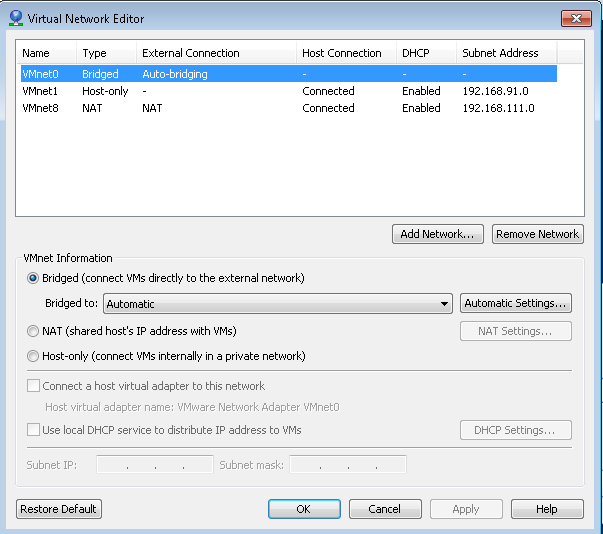 Virtual Network Editor
Name Type External Connection Host Connection DHCP Subnet Address
VMnet0 Bridged Auto-bridging - - -
VMnet1 Host-only - Connected Enabled 192.168.91.0
VMnet8 NAT NAT Connected Enabled 192.168.111.0
Add Network... Remove Network
VMnet Information
Bridged (connect VMs directly to the external network)
Bridged to: Automatic Automatic Settings...
NAT (shared host's IP address with VMs) NAT Settings...
Host-only (connect VMs internally in a private network)
Connect a host virtual adapter to this network
Host virtual adapter name: VMware Network Adapter VMnet0
Use local DHCP service to distribute IP address to VMs DHCP Settings...
Subnet IP: . . . Subnet mask: . . .
Restore Default OK Cancel Apply Help